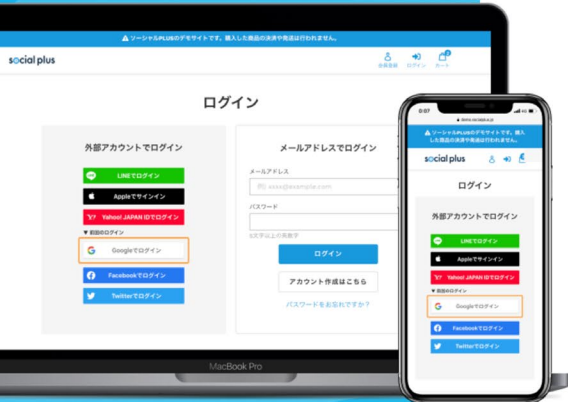 ソーシャルPLUSのデモサイトです。購入した商品の決済や発送は行われません。
social plus
会員登録
ログイン
カート
2
ログイン
外部アカウントでログイン
LINEでログイン
Appleでサインイン
Yahoo! JAPAN IDでログイン
▼ 前回のログイン
Googleでログイン
Facebookでログイン
Twitterでログイン
メールアドレスでログイン
メールアドレス
例) xxxx@example.com
パスワード
ログイン
アカウント作成はこちら
パスワードをお忘れですか?
MacBook Pro
0:07
4G
ソーシャルPLUSのデモサイトです。購入
した商品の決済や発送は行われません。
social plus
ログイン
外部アカウントでログイン
LINEでログイン
Appleでサインイン
Yahoo! JAPAN IDでログイン
▼ 前回のログイン
Googleでログイン
Facebookでログイン
Twitterでログイン